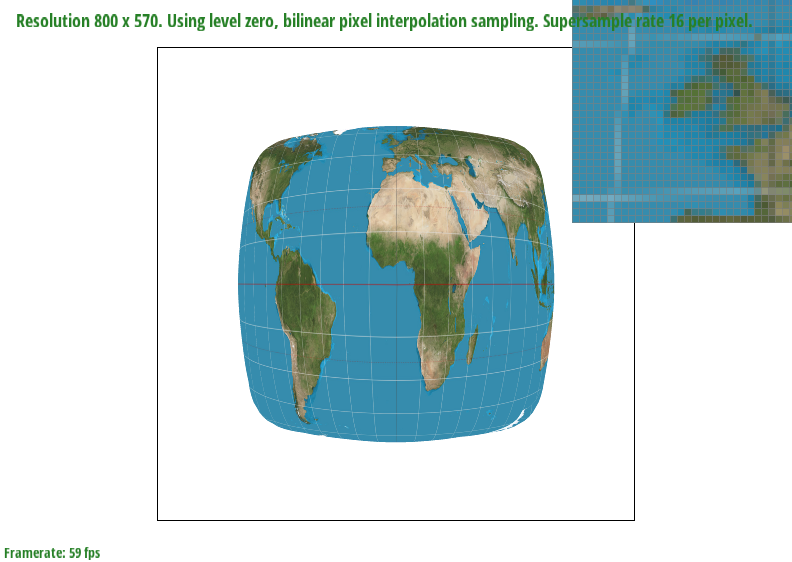 Resolution 800 x 570. Using level zero, bilinear pixel interpolation sampling. Supersample rate 16 per pixel.
Framerate: 59 fps